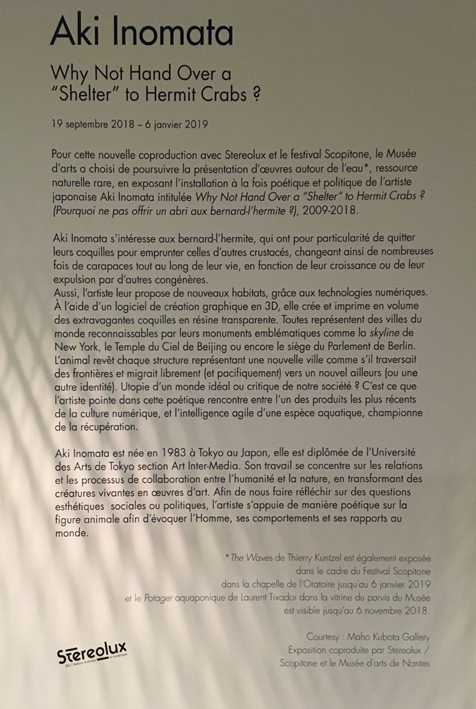 Aki Inomata
Why Not Hand Over a
“Shelter” to Hermit Crabs ?
19 septembre 2018 – 6 janvier 2019
Pour cette nouvelle coproduction avec Stereolux et le festival Scopitone, le Musée
d’arts a choisi de poursuivre la présentation d’œuvres autour de l’eau*, ressource
naturelle rare, en exposant l’installation à la fois poétique et politique de l’artiste
japonaise Aki Inomata intitulée Why Not Hand Over a “Shelter” to Hermit Crabs ?
(Pourquoi ne pas offrir un abri aux bernard-l’hermite ?), 2009-2018.
Aki Inomata s’intéresse aux bernard-l’hermite, qui ont pour particularité de quitter
leurs coquilles pour emprunter celles d’autres crustacés, changeant ainsi de nombreuses
fois de carapaces tout au long de leur vie, en fonction de leur croissance ou de leur
expulsion par d’autres congénères.
Aussi, l’artiste leur propose de nouveaux habitats, grâce aux technologies numériques.
À l’aide d’un logiciel de création graphique en 3D, elle crée et imprime en volume
des extravagantes coquilles en résine transparente. Toutes représentent des villes du
monde reconnaissables par leurs monuments emblématiques comme la skyline de
New York, le Temple du Ciel de Beijing ou encore le siège du Parlement de Berlin.
L’animal revêt chaque structure représentant une nouvelle ville comme s’il traversait
des frontières et migrait librement (et pacifiquement) vers un nouvel ailleurs (ou une
autre identité). Utopie d’un monde idéal ou critique de notre société ? C’est ce que
l’artiste pointe dans cette poétique rencontre entre l’un des produits les plus récents
de la culture numérique, et l’intelligence agile d’une espèce aquatique, championne
de la récupération.
Aki Inomata est née en 1983 à Tokyo au Japon, elle est diplômée de l’Université
des Arts de Tokyo section Art Inter-Media. Son travail se concentre sur les relations
et les processus de collaboration entre l’humanité et la nature, en transformant des
créatures vivantes en œuvres d’art. Afin de nous faire réfléchir sur des questions
esthétiques sociales ou politiques, l’artiste s’appuie de manière poétique sur la
figure animale afin d’évoquer l’Homme, ses comportements et ses rapports au
monde.
*The Waves de Thierry Kuntzel est également exposée
dans le cadre du Festival Scopitone
dans la chapelle de l’Oratoire jusqu’au 6 janvier 2019
et le Potager aquaponique de Laurent Tixador dans la vitrine du parvis du Musée
est visible jusqu’au 6 novembre 2018.
Courtesy : Maho Kubota Gallery
Exposition coproduite par Stereolux /
Scopitone et le Musée d’arts de Nantes
Stereolux